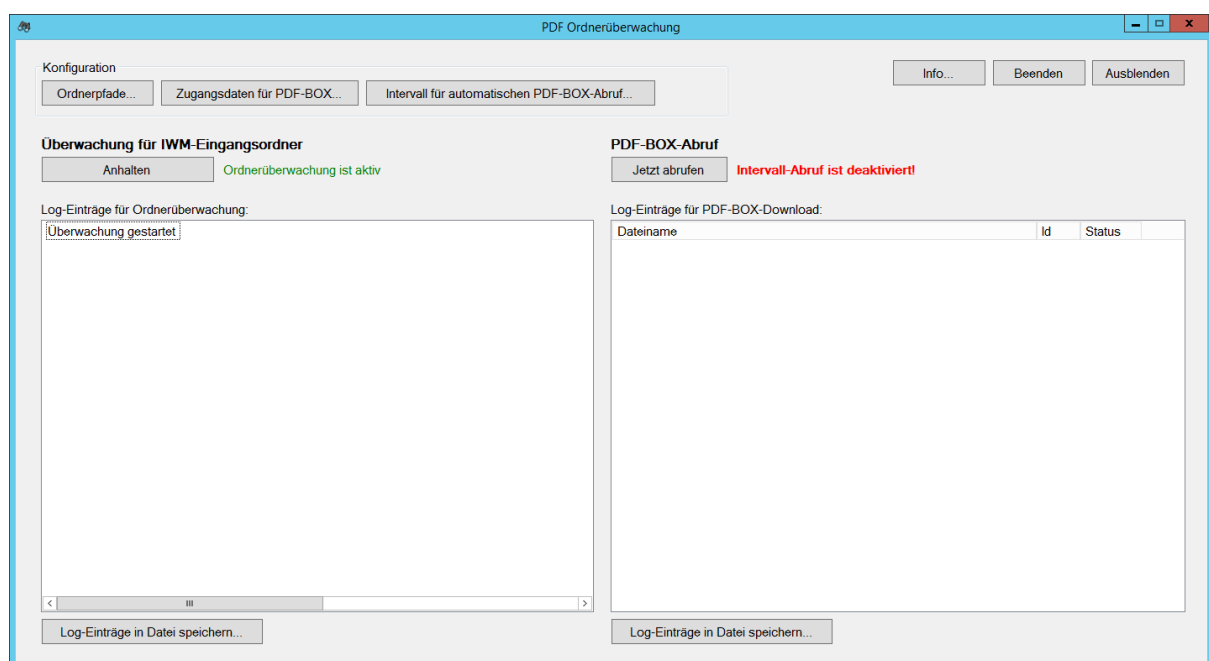 PDF Ordnerüberwachung
Konfiguration
Ordnerpfade... Zugangsdaten für PDF-BOX... Intervall für automatischen PDF-BOX-Abruf...
Info... Beenden Ausblenden
Überwachung für IWM-Eingangsordner
Anhalten Ordnerüberwachung ist aktiv
PDF-BOX-Abruf
Jetzt abrufen Intervall-Abruf ist deaktiviert!
Log-Einträge für Ordnerüberwachung:
Überwachung gestartet
Log-Einträge in Datei speichern...
Log-Einträge für PDF-BOX-Download:
Dateiname Id Status
Log-Einträge in Datei speichern...